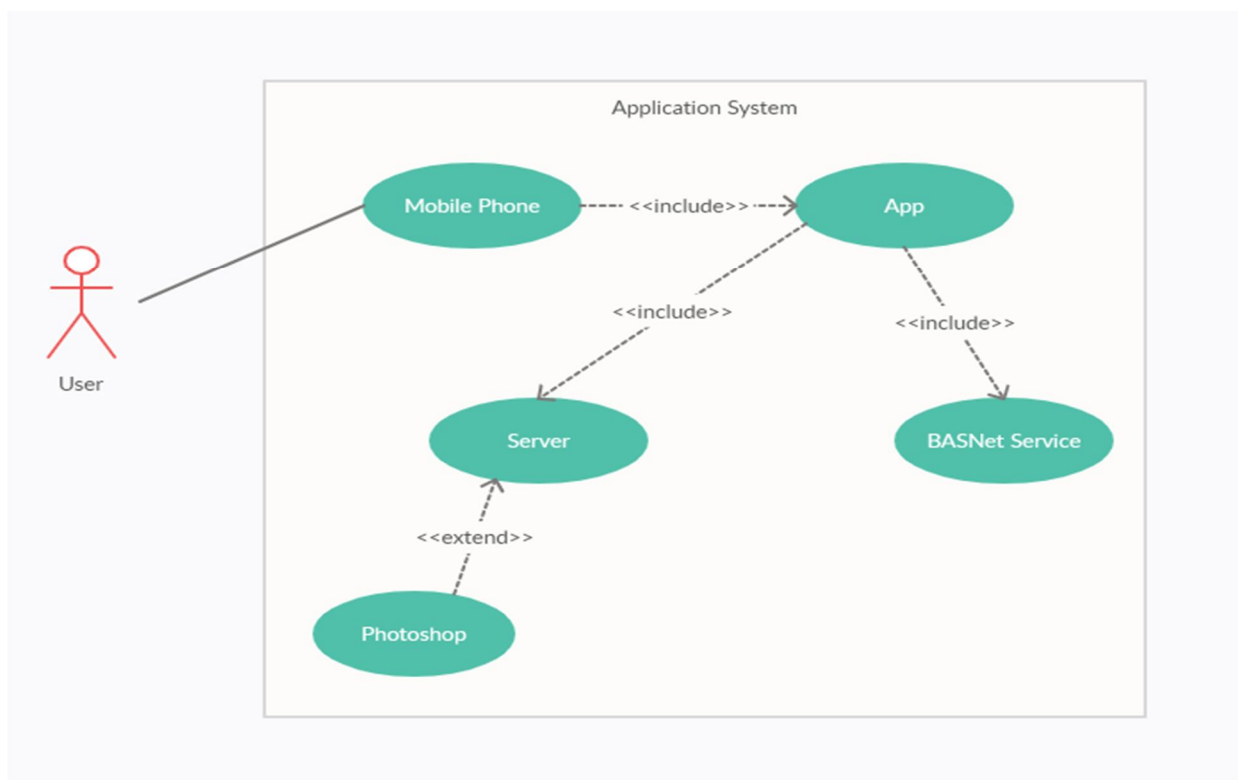 Application System
Mobile Phone
<<include>>
App
<<include>>
<<include>>
User
Server
BASNet Service
<<extend>>
Photoshop